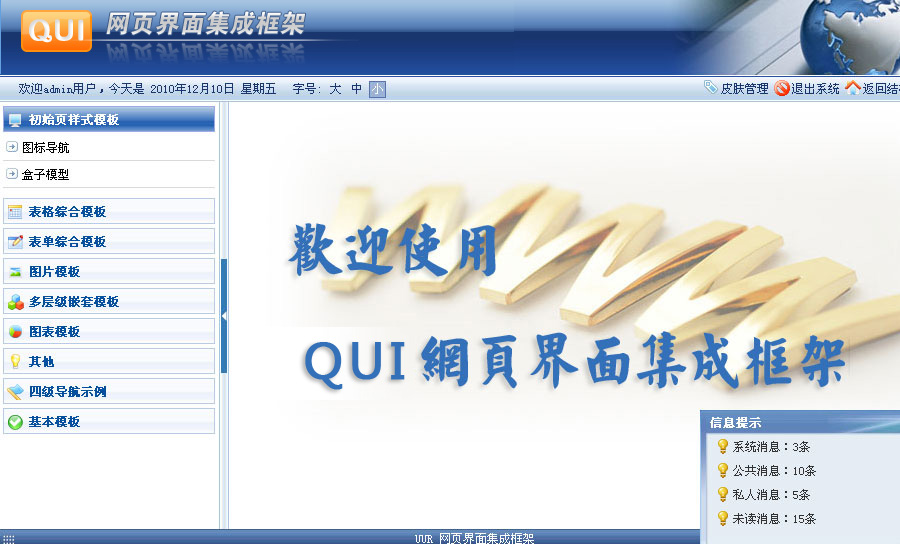 QUI 网页界面集成框架
欢迎admin用户，今天是 2010年12月10日 星期五 字号: 大 中 小
皮肤管理 退出系统 返回结
初始页样式模板
图标导航
盒子模型
表格综合模板
表单综合模板
图片模板
多层级嵌套模板
图表模板
其他
四级导航示例
基本模板
歡迎使用
QUI 網頁界面集成框架
信息提示
系统消息：3条
公共消息：10条
私人消息：5条
未读消息：15条
UUR 网页界面集成框架